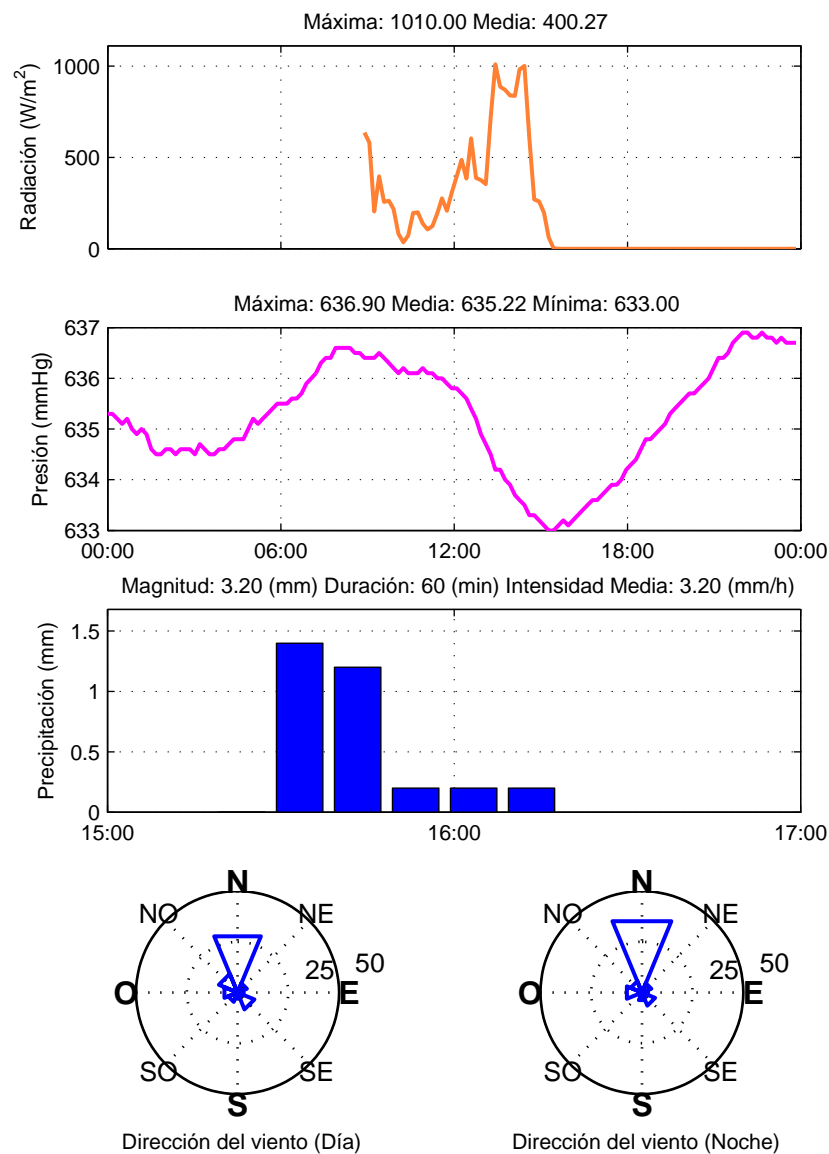 Máxima: 1010.00 Media: 400.27
Radiación (W/m²)
1000
500
0
Máxima: 636.90 Media: 635.22 Mínima: 633.00
Presión (mmHg)
637
636
635
634
633
00:00 06:00 12:00 18:00 00:00
Magnitud: 3.20 (mm) Duración: 60 (min) Intensidad Media: 3.20 (mm/h)
Precipitación (mm)
1.5
1
0.5
0
15:00 16:00 17:00
N
NO NE
25 50
O E
SO SE
S
Dirección del viento (Día)
N
NO NE
25 50
O E
SO SE
S
Dirección del viento (Noche)